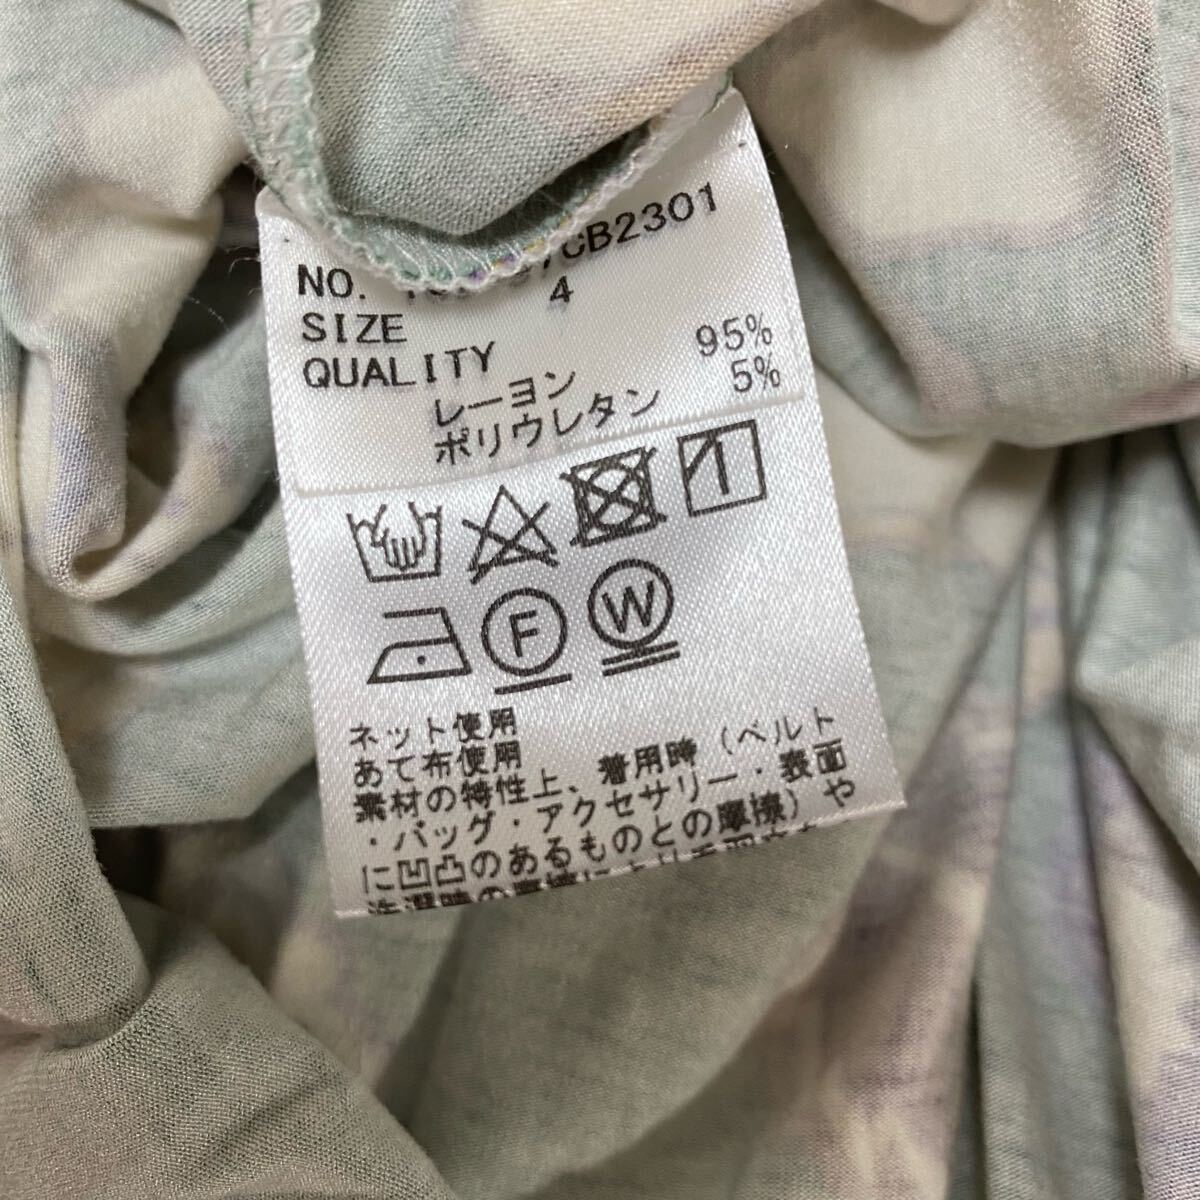 NO. CB2301
SIZE 4
QUALITY
レーヨン 95%
ポリウレタン 5%
F W
ネット使用
あて布使用
素材の特性上、着用時(ベルト
・バッグ・アクセサリー・表面
に凹凸のあるものとの摩擦)や